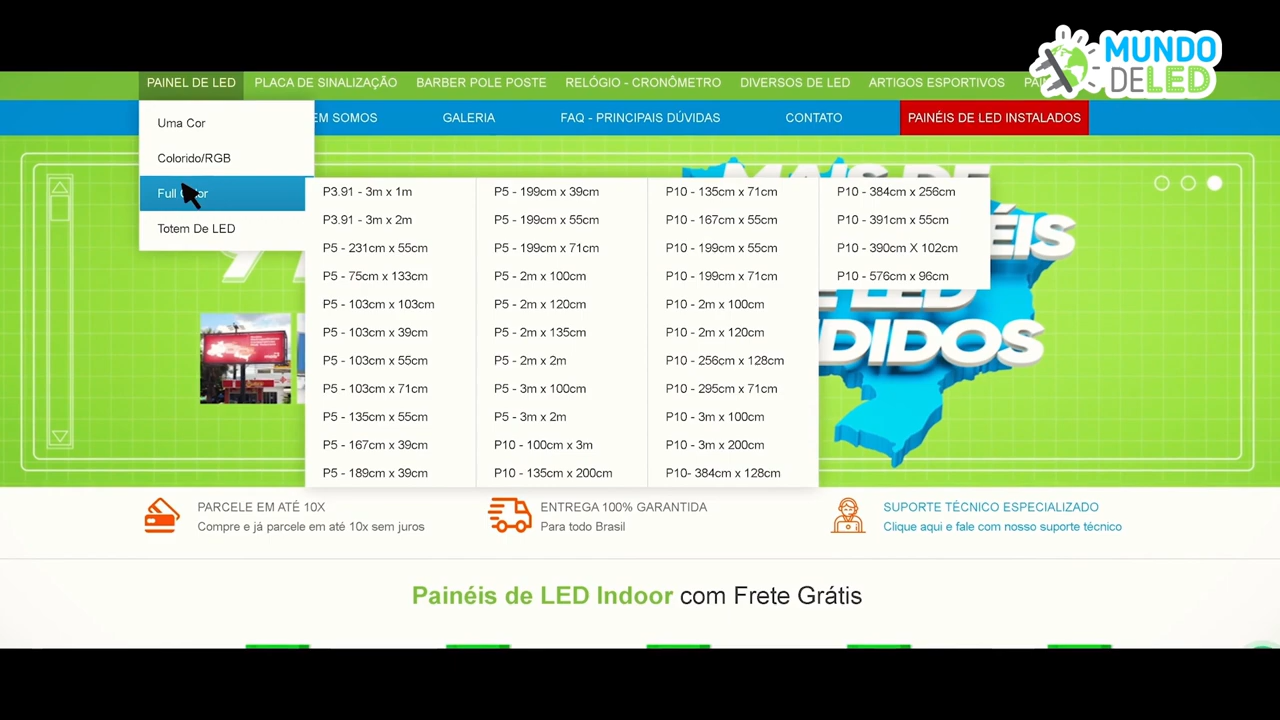 MUNDO
DELED
PAINEL DE LED
PLACA DE SINALIZAÇÃO
BARBER POLE POSTE
RELÓGIO - CRONÔMETRO
DIVERSOS DE LED
ARTIGOS ESPORTIVOS
EM SOMOS
GALERIA
FAQ - PRINCIPAIS DÚVIDAS
CONTATO
PAINÉIS DE LED INSTALADOS
Uma Cor
Colorido/RGB
Full
Totem De LED
P3.91 - 3m x 1m
P3.91 - 3m x 2m
P5 - 231cm x 55cm
P5 - 75cm x 133cm
P5 - 103cm x 103cm
P5 - 103cm x 39cm
P5 - 103cm x 55cm
P5 - 103cm x 71cm
P5 - 135cm x 55cm
P5 - 167cm x 39cm
P5 - 189cm x 39cm
P5 - 199cm x 39cm
P5 - 199cm x 55cm
P5 - 199cm x 71cm
P5 - 2m x 100cm
P5 - 2m x 120cm
P5 - 2m x 135cm
P5 - 2m x 2m
P5 - 3m x 100cm
P5 - 3m x 2m
P10 - 100cm x 3m
P10 - 135cm x 200cm
P10 - 135cm x 71cm
P10 - 167cm x 55cm
P10 - 199cm x 55cm
P10 - 199cm x 71cm
P10 - 2m x 100cm
P10 - 2m x 120cm
P10 - 256cm x 128cm
P10 - 295cm x 71cm
P10 - 3m x 100cm
P10 - 3m x 200cm
P10- 384cm x 128cm
P10 - 384cm x 256cm
P10 - 391cm x 55cm
P10 - 390cm X 102cm
P10 - 576cm x 96cm
PARCELE EM ATÉ 10X
Compre e já parcele em até 10x sem juros
ENTREGA 100% GARANTIDA
Para todo Brasil
SUPORTE TÉCNICO ESPECIALIZADO
Clique aqui e fale com nosso suporte técnico
Painéis de LED Indoor com Frete Grátis